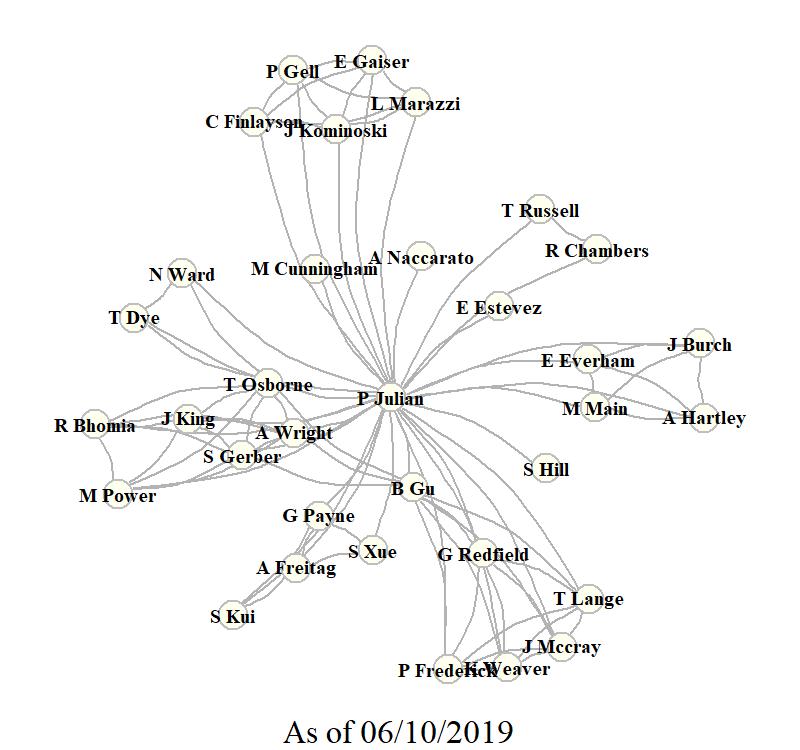 E Gaiser
P Gell
L Marazzi
C Finlayson
J Kominoski
T Russell
R Chambers
A Naccarato
M Cunningham
N Ward
E Estevez
T Dye
J Burch
E Everham
T Osborne
P Julian
M Main
A Hartley
J King
R Bhomia
A Wright
S Gerber
S Hill
B Gu
M Power
G Payne
S Xue
G Redfield
A Freitag
T Lange
S Kui
J Mccray
P Frederick
K Weaver
As of 06/10/2019